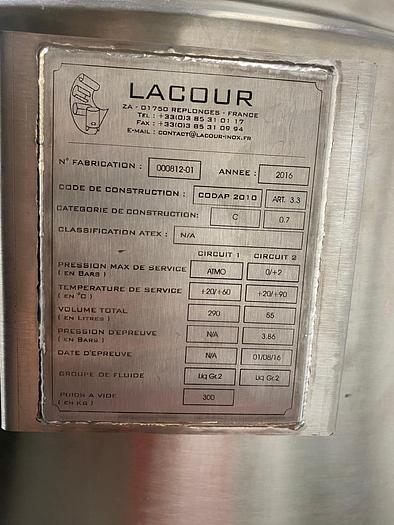 LACOUR
ZA - 01750 REPLONGES - FRANCE
TEL : +33(0)3 85 31 01 17
FAX : +33(0)3 85 31 09 94
E-MAIL : CONTACT@LACOUR-INOX.FR
N° FABRICATION : 000812-01 ANNEE : 2016
CODE DE CONSTRUCTION : CODAP 2010 ART. 3.3
CATEGORIE DE CONSTRUCTION: C 0.7
CLASSIFICATION ATEX : N/A
CIRCUIT 1 CIRCUIT 2
PRESSION MAX DE SERVICE ATMO 0/+2
( EN BARS )
TEMPERATURE DE SERVICE +20/+60 +20/+90
( EN °C )
VOLUME TOTAL 290 55
( EN LITRES )
PRESSION D'EPREUVE N/A 3.86
( EN BARS )
DATE D'EPREUVE N/A 01/08/16
GROUPE DE FLUIDE Liq Gr.2 Liq Gr.2
POIDS A VIDE 300
( EN KG )